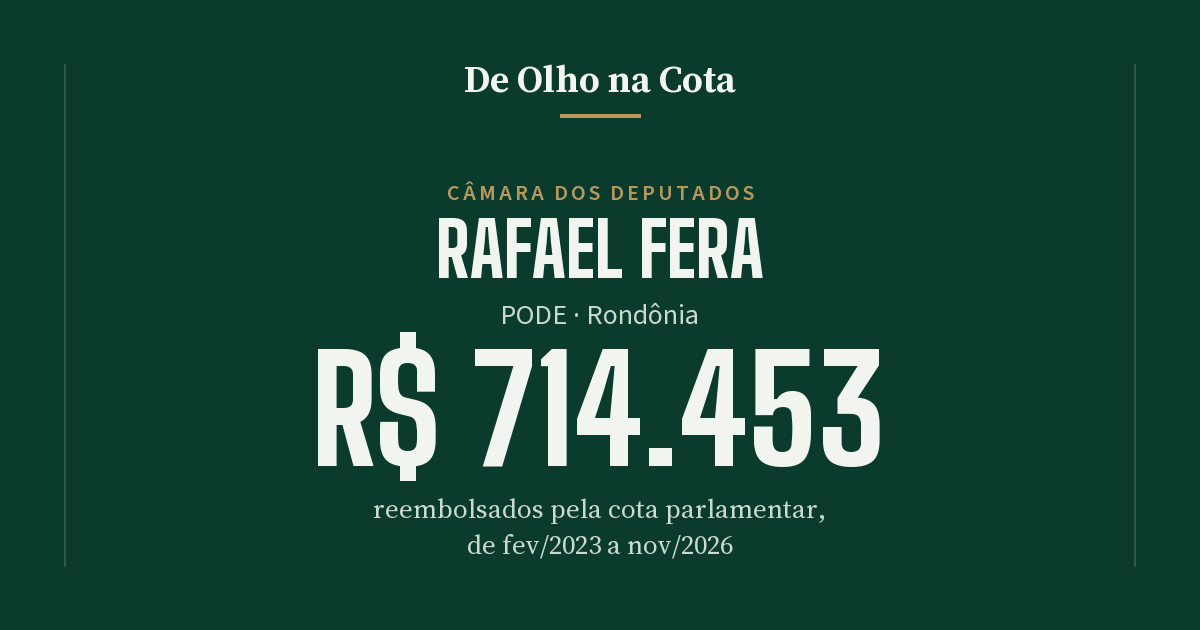 De Olho na Cota
CÂMARA DOS DEPUTADOS
RAFAEL FERA
PODE · Rondônia
R$ 714.453
reembolsados pela cota parlamentar,
de fev/2023 a nov/2026